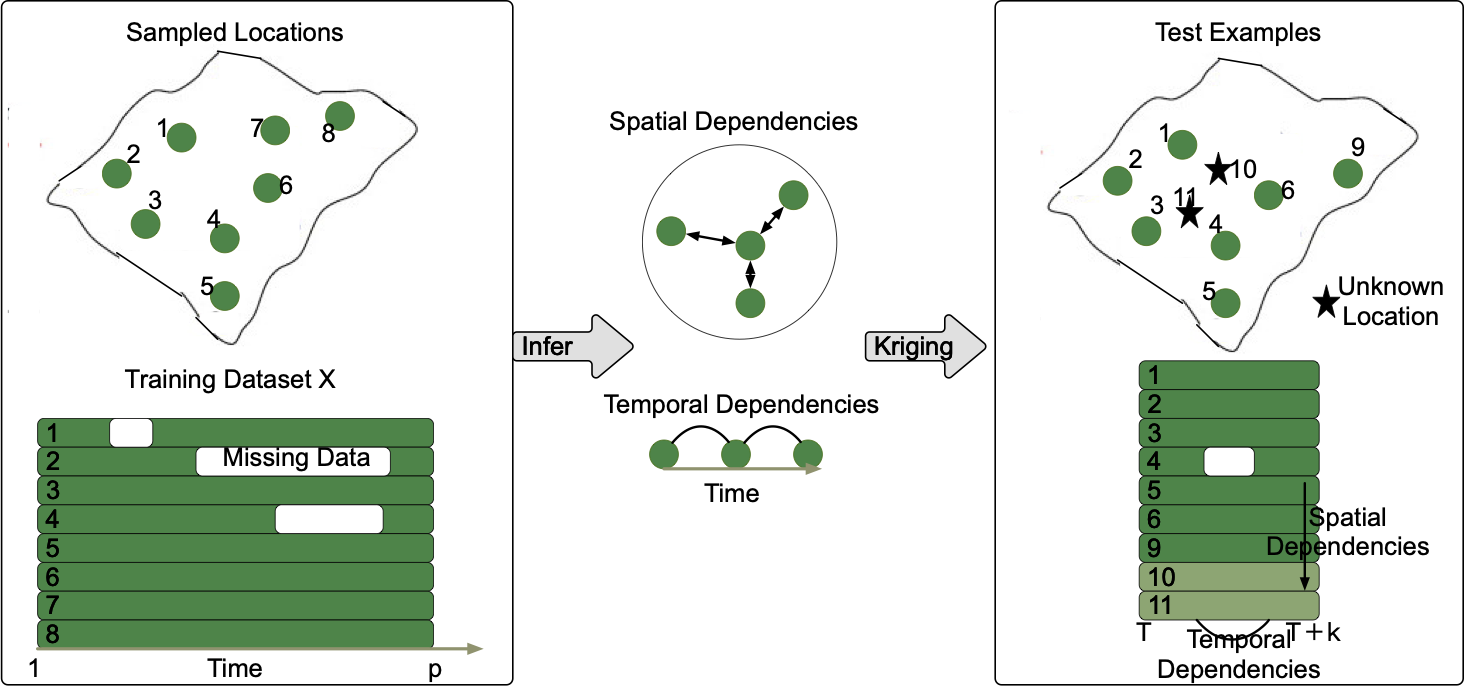 Sampled Locations
1
7
8
2
6
3
4
5
Training Dataset X
1
2 Missing Data
3
4
5
6
7
8
1 Time p
Infer
Spatial Dependencies
Temporal Dependencies
Time
Kriging
Test Examples
1
9
2
10
6
3
11
4
5
Unknown
Location
1
2
3
4
5
6
9
10
11
Spatial
Dependencies
T T+k
Temporal
Dependencies